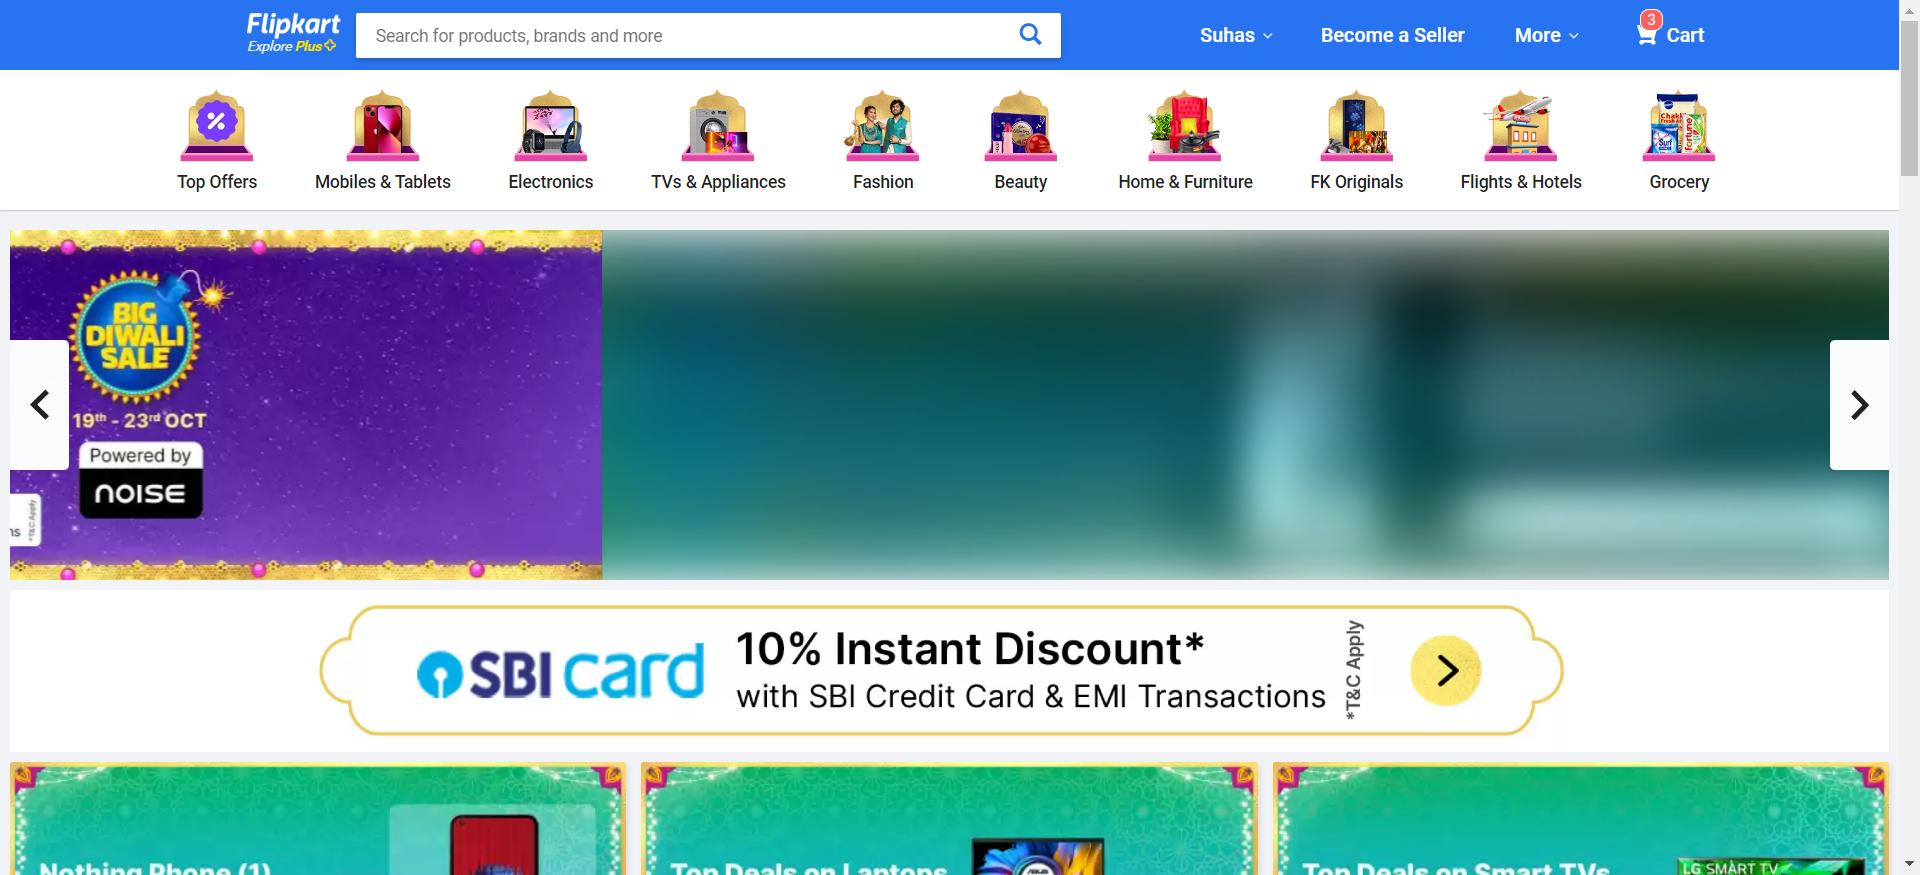 Flipkart
Explore Plus
Search for products, brands and more
Suhas
Become a Seller
More
3
Cart
Top Offers
Mobiles & Tablets
Electronics
TVs & Appliances
Fashion
Beauty
Home & Furniture
FK Originals
Flights & Hotels
Grocery
BIG
DIWALI
SALE
19th - 23rd OCT
Powered by
noise
*T&C Apply
SBI card
10% Instant Discount*
with SBI Credit Card & EMI Transactions
*T&C Apply
Nothing Phone (1)
Top Deals on Laptops
Top Deals on Smart TVs
LG SMART TV